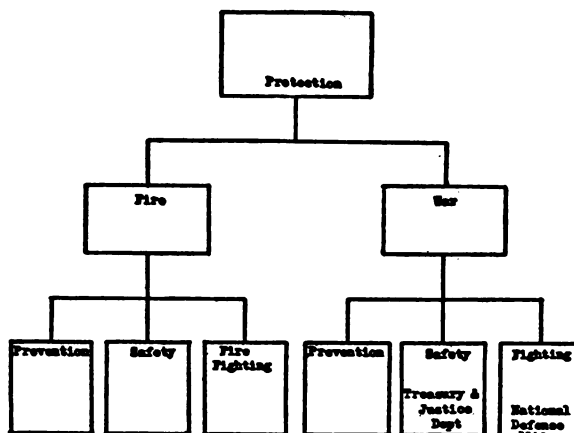 Protection
Fire
War
Prevention
Safety
Fire
Fighting
Prevention
Safety
Treasury &
Justice
Dept
Fighting
National
Defense